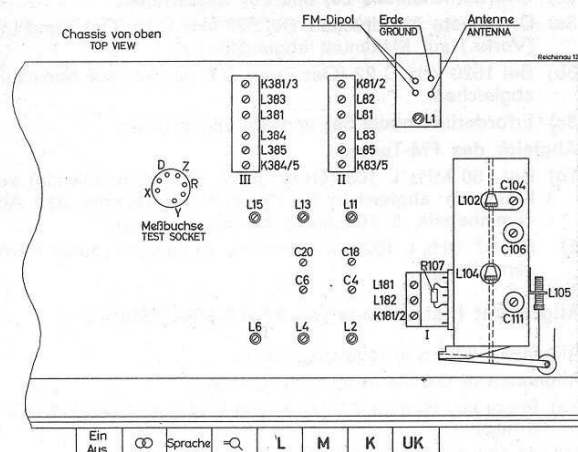 FM-Dipol Erde Antenne
GROUND ANTENNA
Chassis von oben
TOP VIEW
Reichenau 12
K381/3 K81/2
L383 L82
L381 L81
L1
L384 L83
L385 L85
K384/5 K83/5
III II
D Z
X R
Y
Meßbuchse
TEST SOCKET
L15 L13 L11
L102 C104
C106
C20 C18
R107
L104
C6 C4
L181
L182
K181/2
I
L105
C111
L6 L4 L2
Ein
Aus
Sprache L M K UK